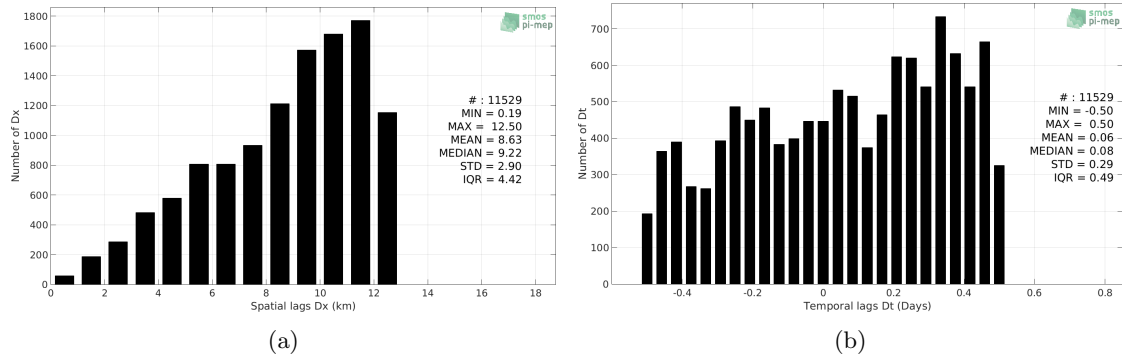 smos
pi-mep
1800
1600
1400
1200
1000
800
600
400
200
0
Number of Dx
# : 11529
MIN = 0.19
MAX = 12.50
MEAN = 8.63
MEDIAN = 9.22
STD = 2.90
IQR = 4.42
0 2 4 6 8 10 12 14 16 18
Spatial lags Dx (km)
(a)
smos
pi-mep
700
600
500
400
300
200
100
0
Number of Dt
# : 11529
MIN = -0.50
MAX = 0.50
MEAN = 0.06
MEDIAN = 0.08
STD = 0.29
IQR = 0.49
-0.4 -0.2 0 0.2 0.4 0.6 0.8
Temporal lags Dt (Days)
(b)